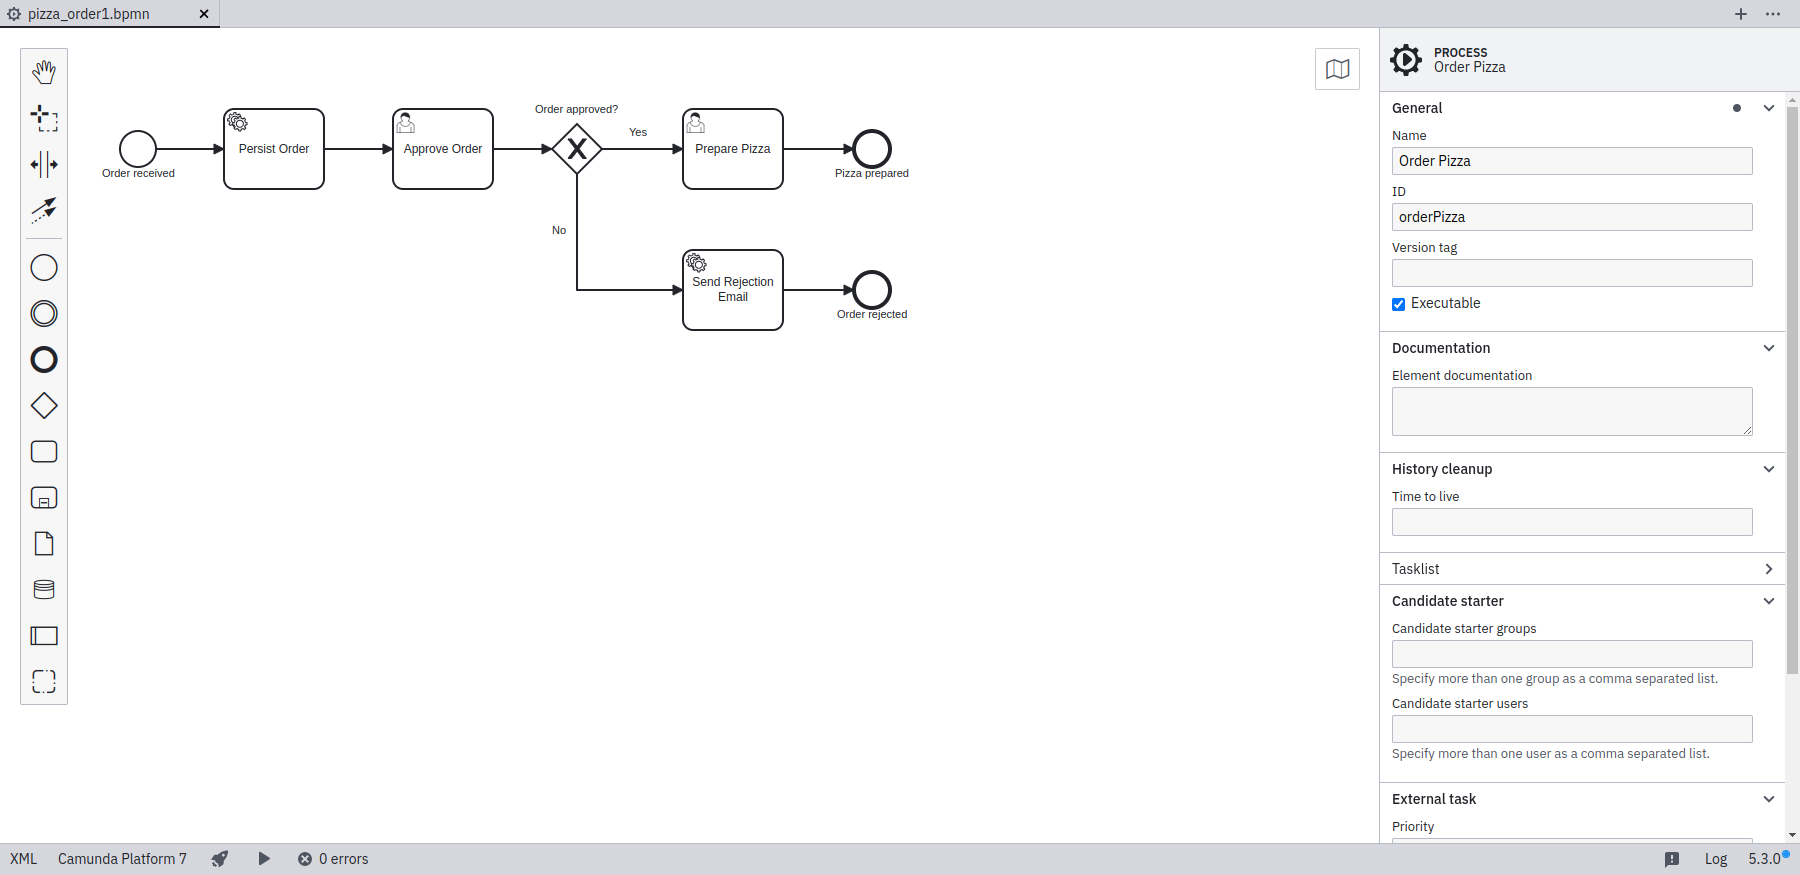 pizza_order1.bpmn
PROCESS
Order Pizza
Order approved?
Yes
Persist Order
Approve Order
Prepare Pizza
Order received
Pizza prepared
No
Send Rejection
Email
Order rejected
General
Name
Order Pizza
ID
orderPizza
Version tag
Executable
Documentation
Element documentation
History cleanup
Time to live
Tasklist
Candidate starter
Candidate starter groups
Specify more than one group as a comma separated list.
Candidate starter users
Specify more than one user as a comma separated list.
External task
Priority
XML Camunda Platform 7 0 errors Log 5.3.0